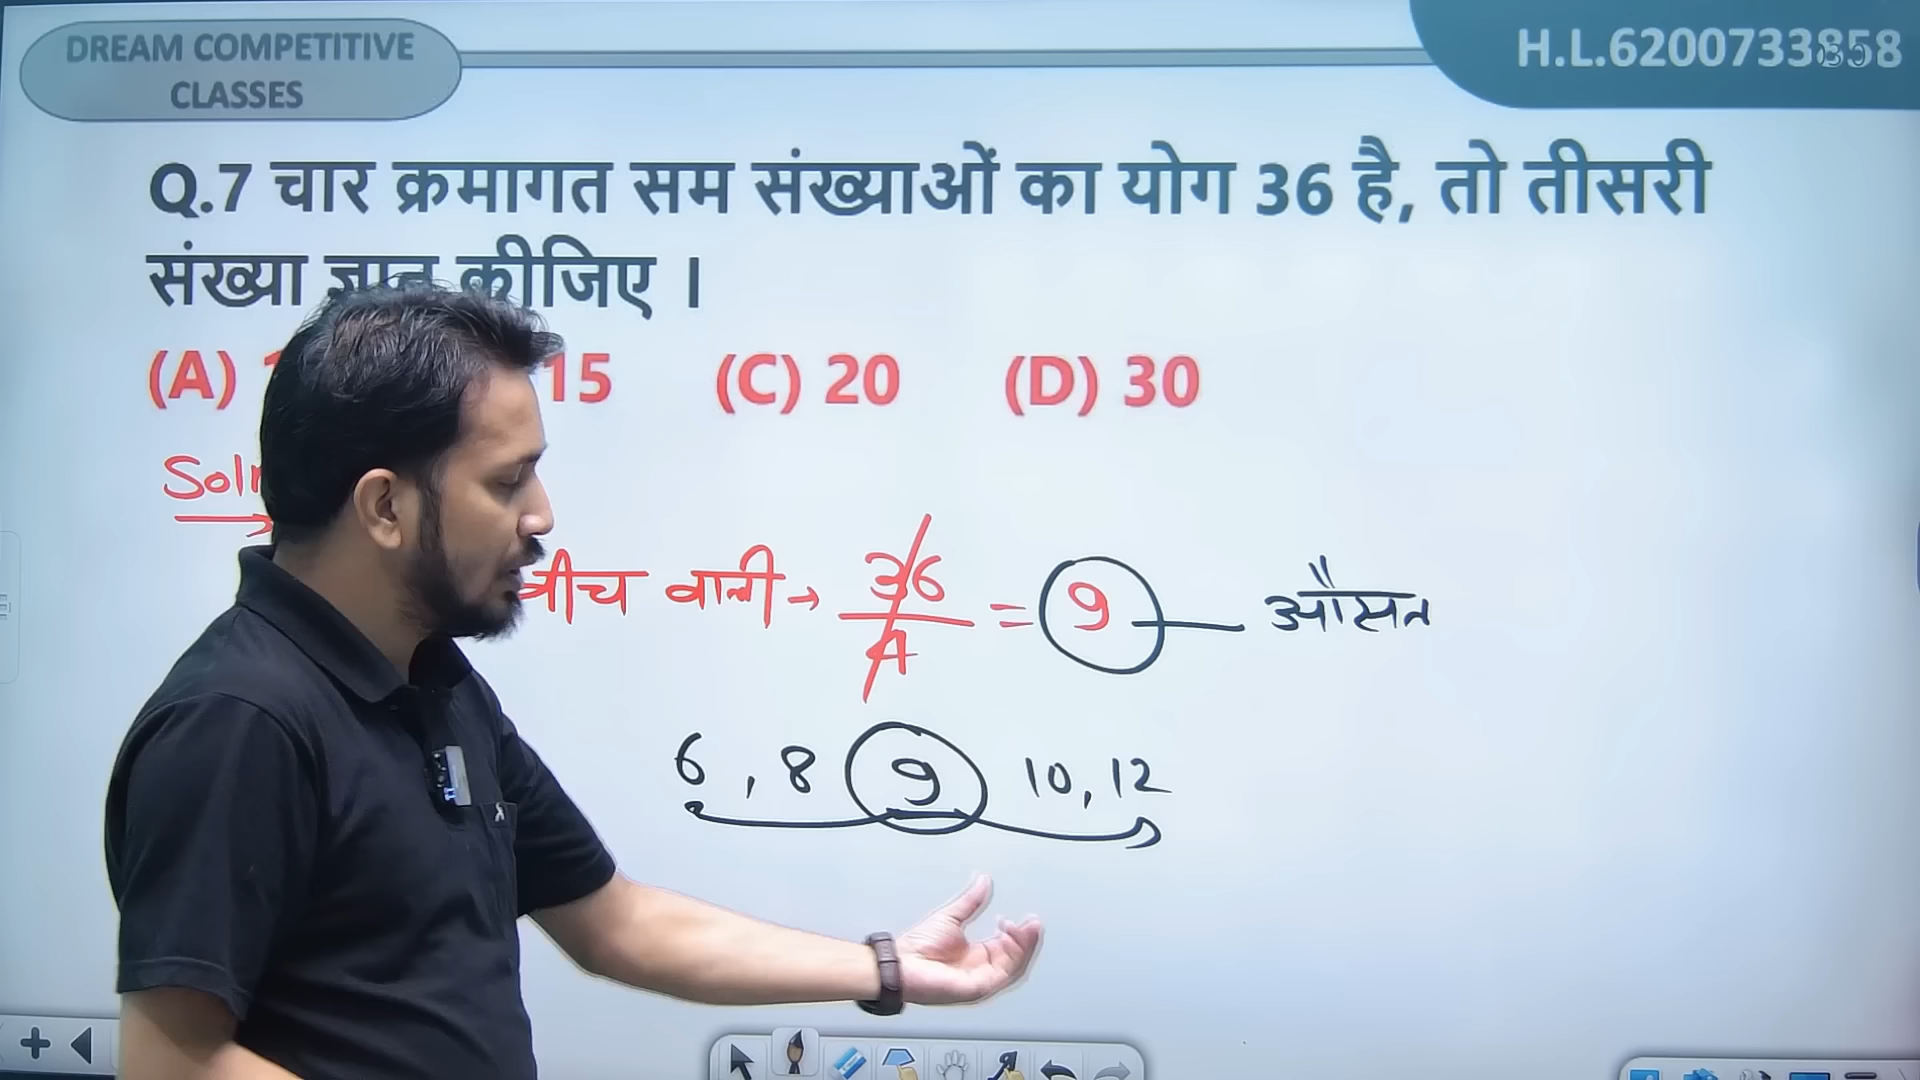 DREAM COMPETITIVE
CLASSES
H.L.6200733858
Q.7 चार क्रमागत सम संख्याओं का योग 36 है, तो तीसरी
संख्या ज्ञात कीजिए ।
(A) 15 (C) 20 (D) 30
Soln
बीच वाली → 36/4 = 9 — औसत
6, 8 9 10, 12